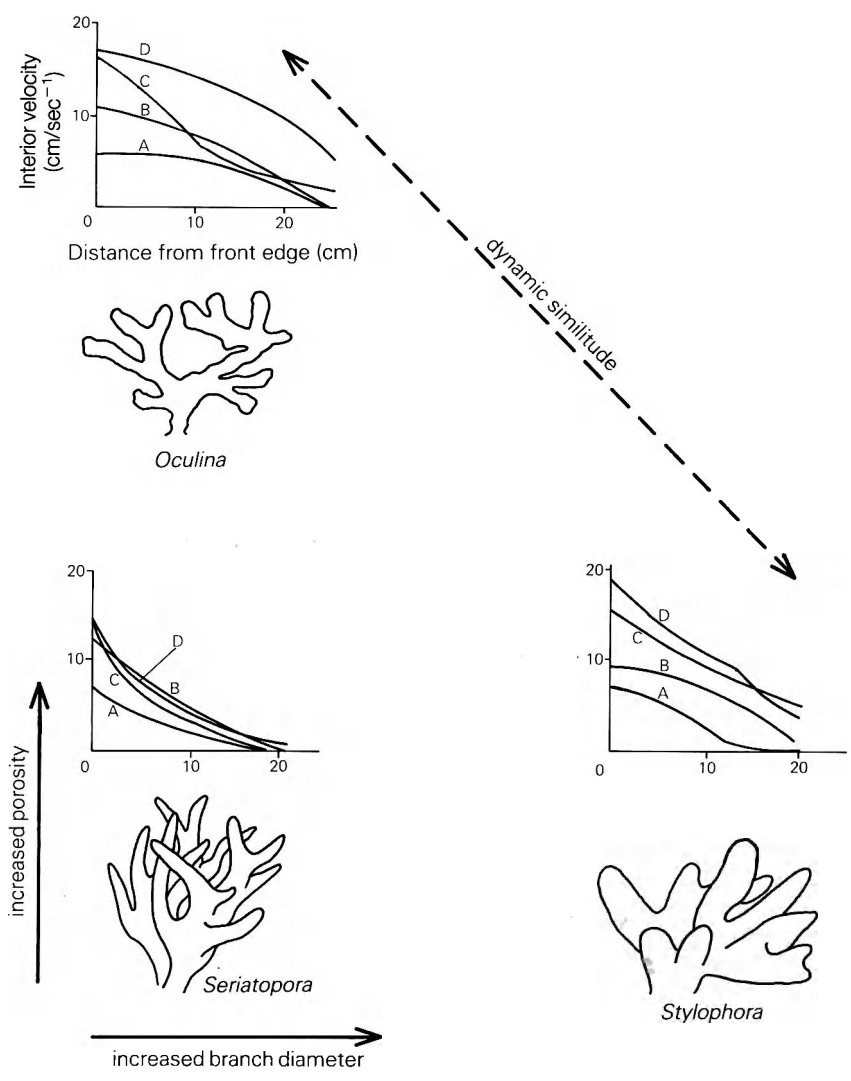 20
10
0
10
20
Interior velocity
(cm/sec⁻¹)
D
C
B
A
Distance from front edge (cm)
dynamic similitude
Oculina
20
10
0
10
20
D
B
C
A
20
10
0
10
20
D
C
B
A
increased porosity
Seriatopora
Stylophora
increased branch diameter